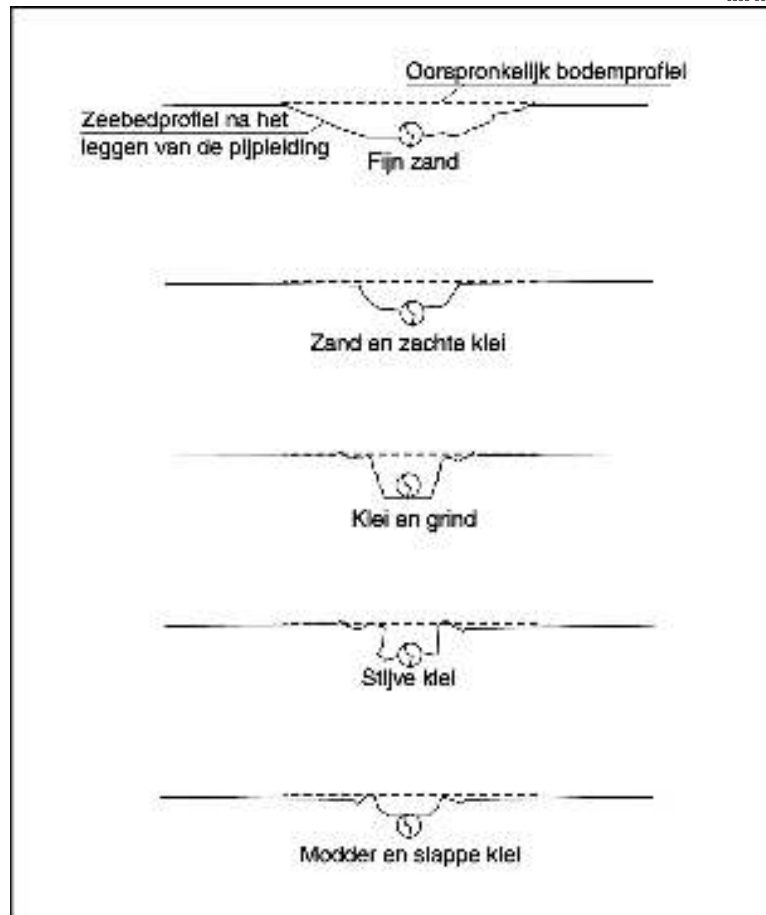 Oorspronkelijk bodemprofiel
Zeebedprofiel na het
leggen van de pijpleiding
Fijn zand
Zand en zachte klei
Klei en grind
Stijve klei
Modder en slappe klei